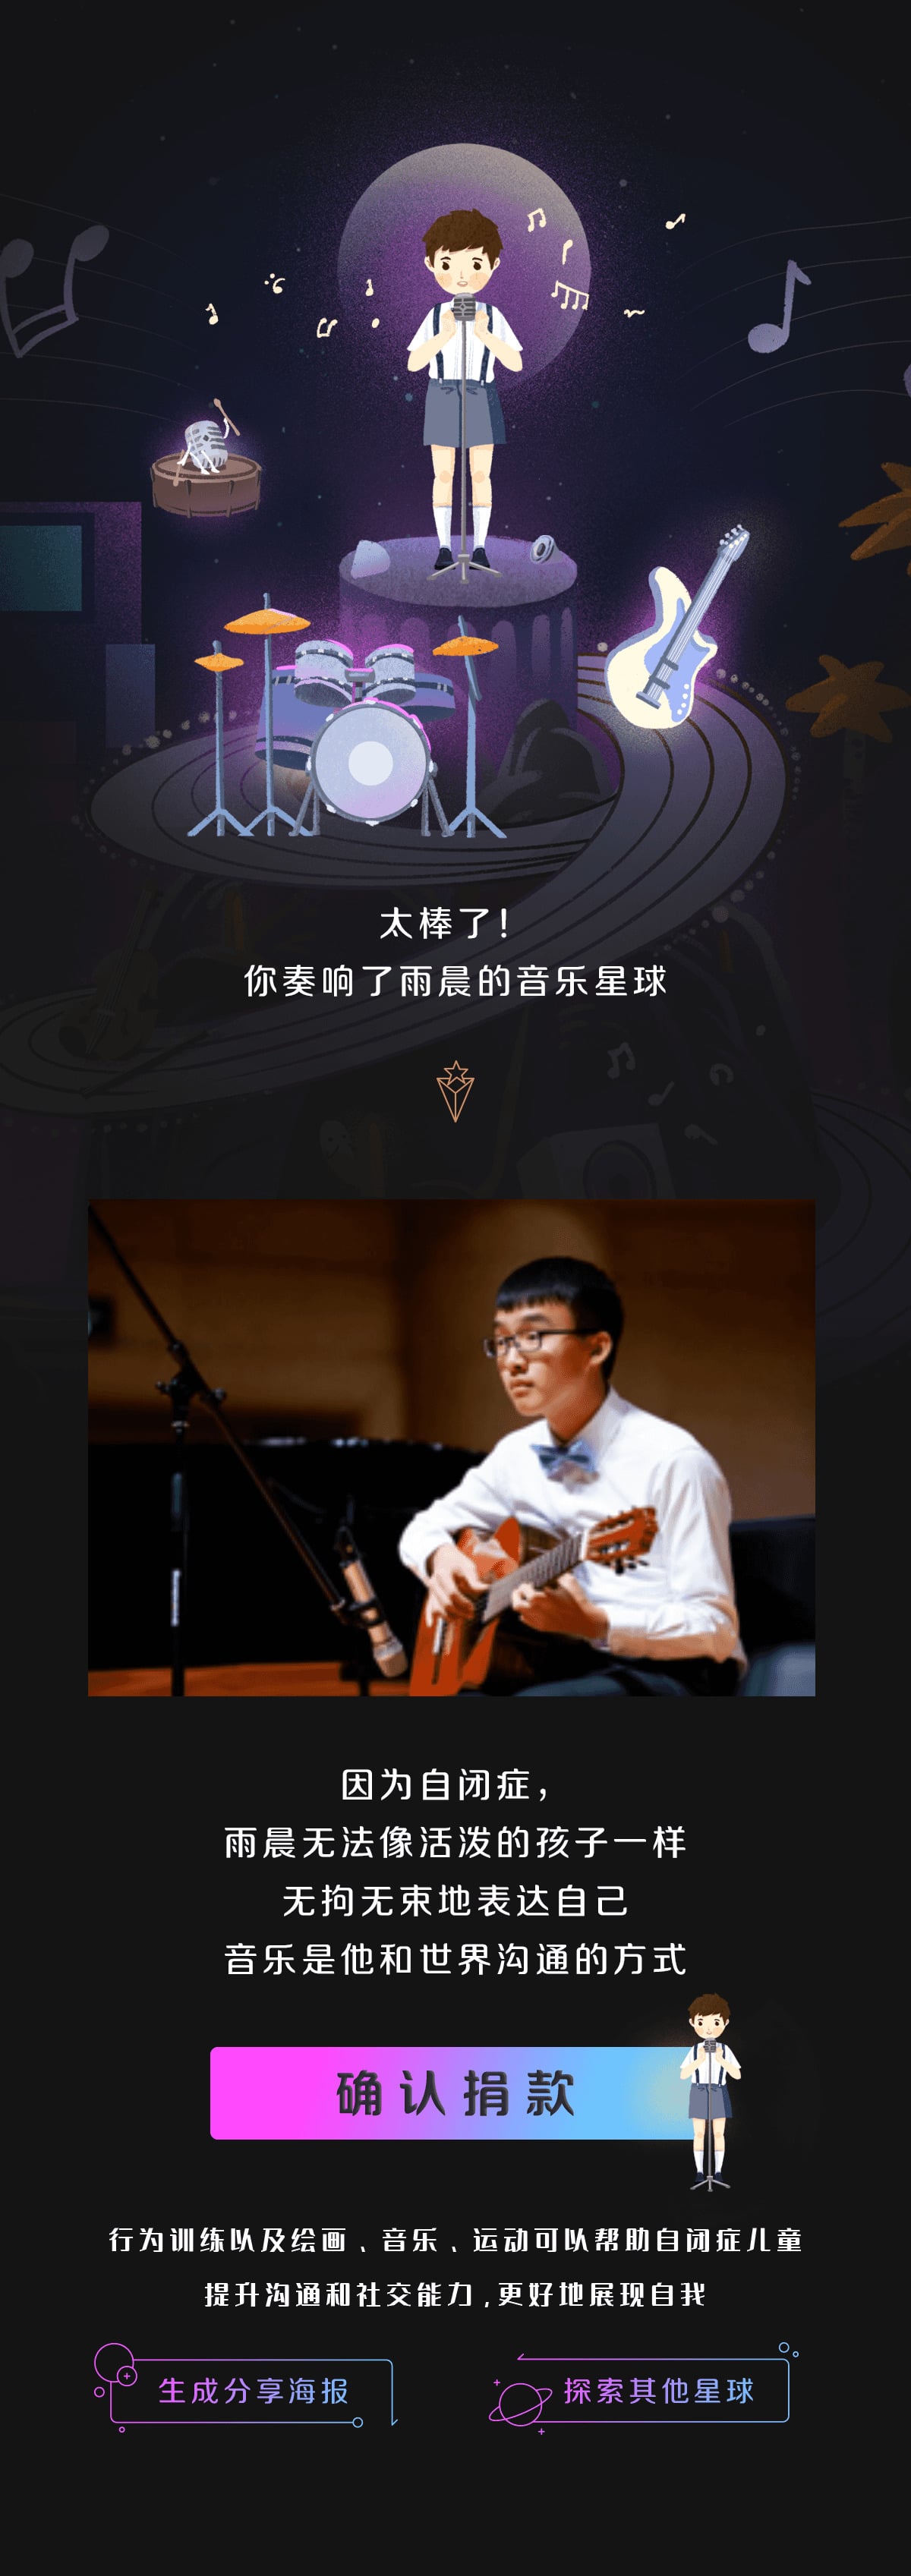 太棒了!
你奏响了雨晨的音乐星球
因为自闭症，
雨晨无法像活泼的孩子一样
无拘无束地表达自己
音乐是他和世界沟通的方式
确认捐款
行为训练以及绘画、音乐、运动可以帮助自闭症儿童
提升沟通和社交能力,更好地展现自我
生成分享海报
探索其他星球